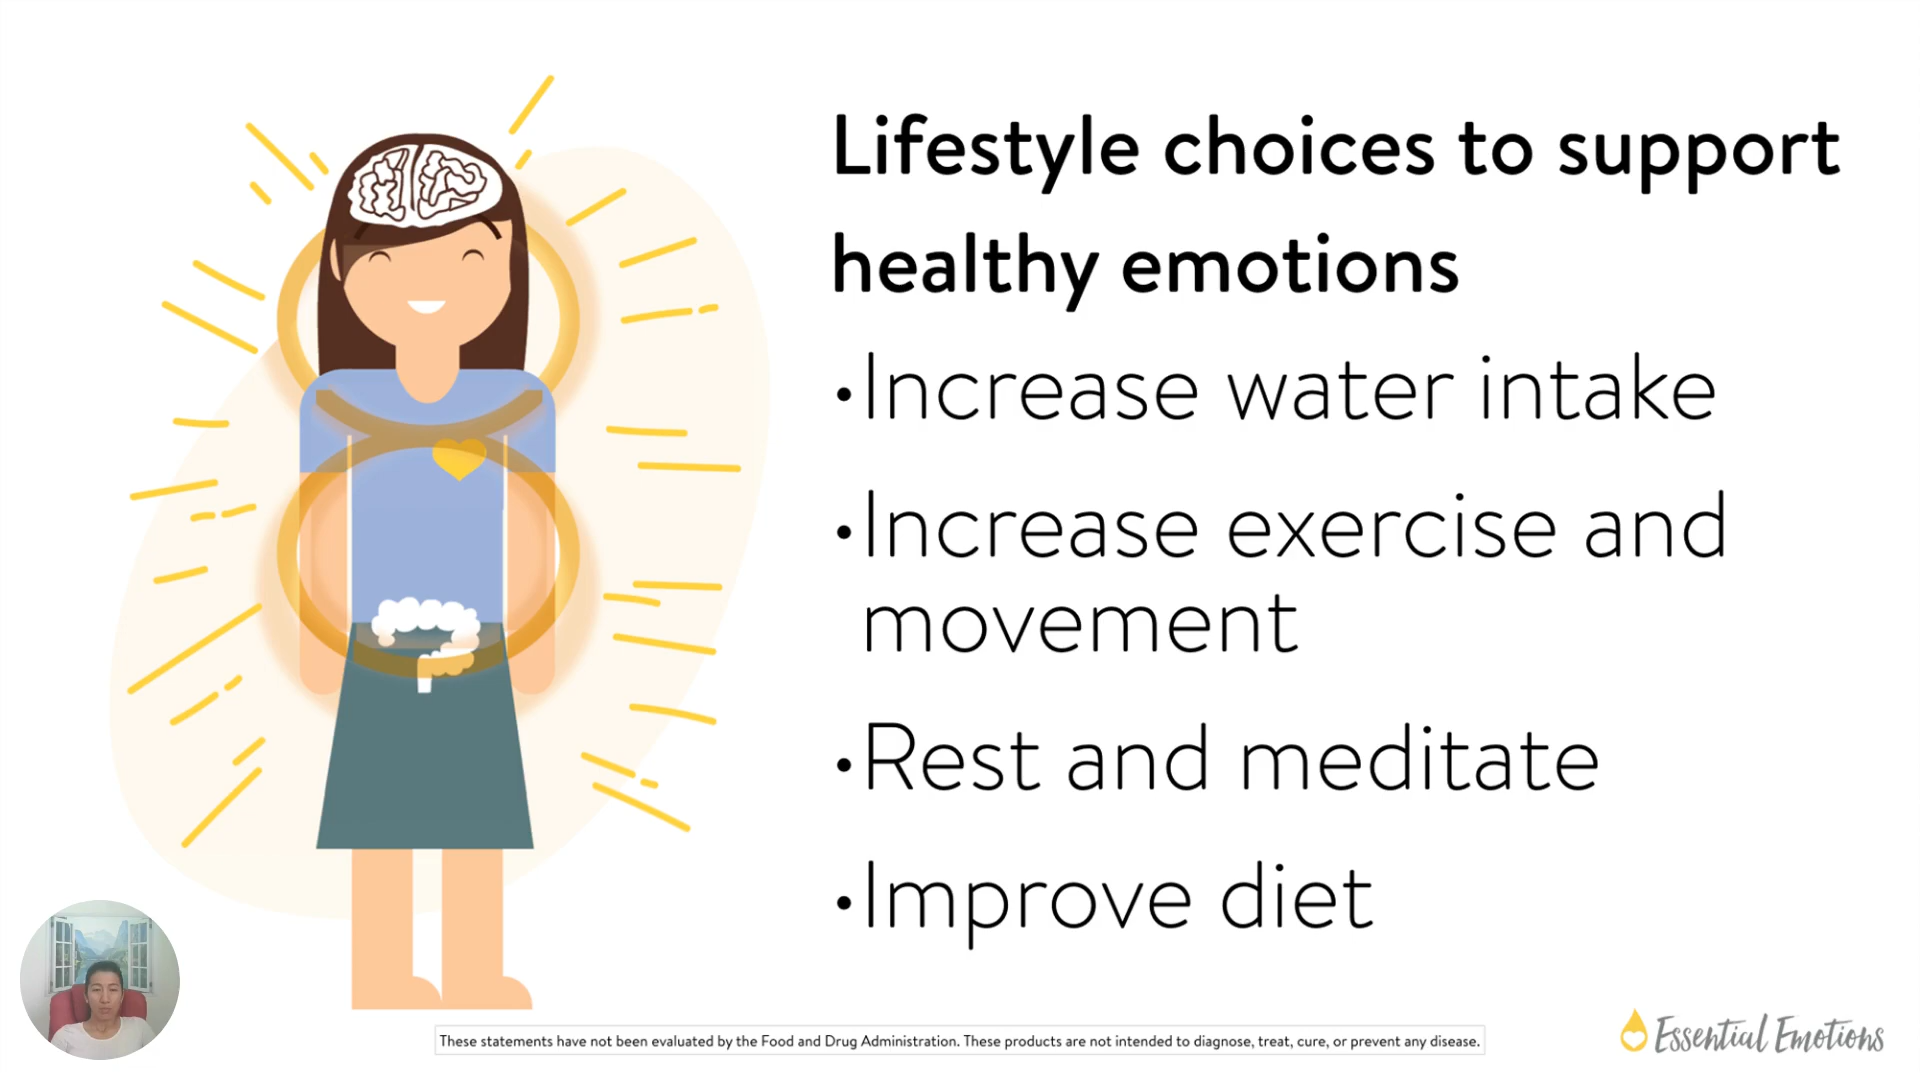 Lifestyle choices to support
healthy emotions
•Increase water intake
•Increase exercise and
movement
•Rest and meditate
•Improve diet
These statements have not been evaluated by the Food and Drug Administration. These products are not intended to diagnose, treat, cure, or prevent any disease.
Essential Emotions